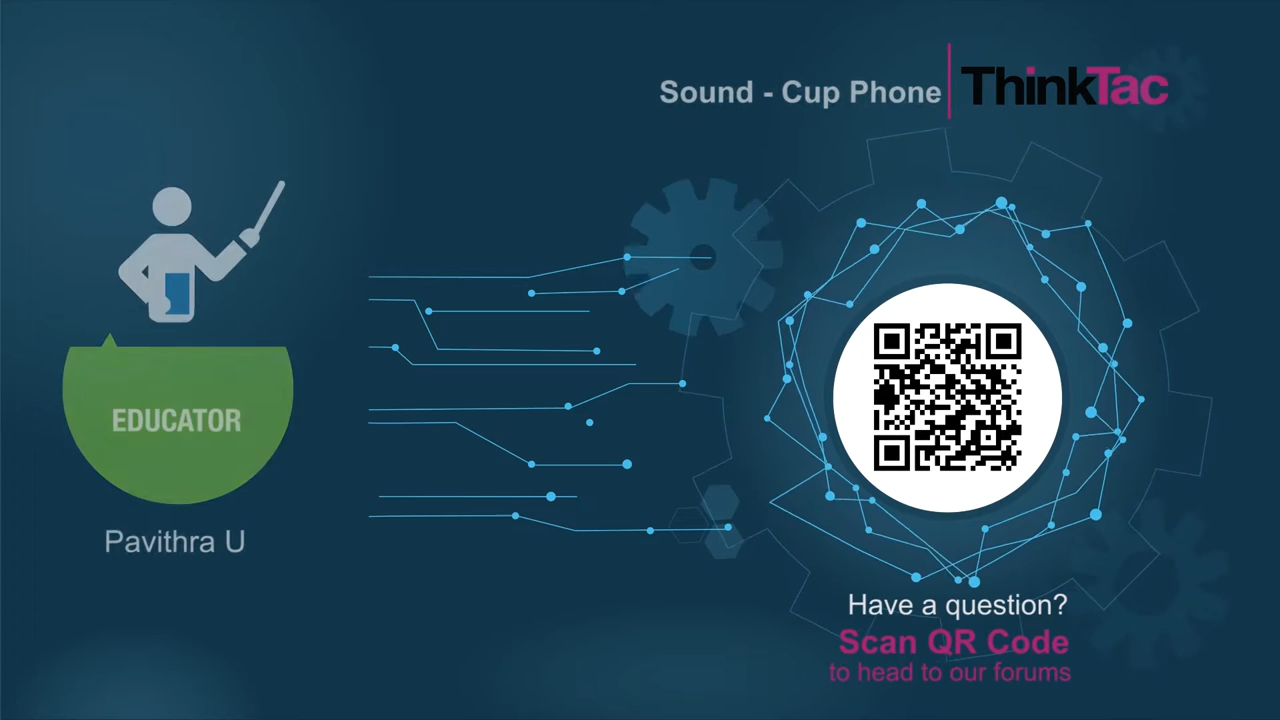 Sound - Cup Phone
ThinkTac
EDUCATOR
Pavithra U
Have a question?
Scan QR Code
to head to our forums